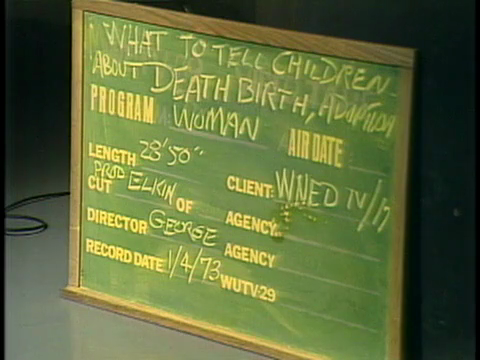 WHAT TO TELL CHILDREN
ABOUT DEATH BIRTH, ADOPTION
PROGRAM WOMAN AIR DATE
LENGTH 28'50"
CUT PROD ELKIN OF CLIENT WNED TV/17
DIRECTOR GEORGE AGENCY
RECORD DATE 1/4/73 AGENCY
WUTV-29